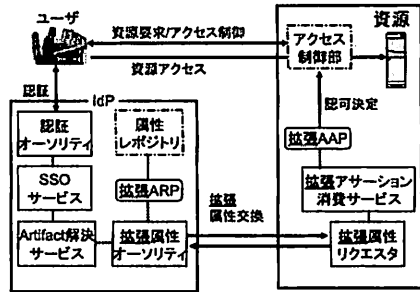 ユーザ
資源要求/アクセス制御
資源アクセス
アクセス
制御部
資源
認証
IdP
認可決定
認証
オーソリティ
属性
レポジトリ
拡張AAP
SSO
サービス
拡張ARP
拡張
属性交換
拡張アサーション
消費サービス
Artifact解決
サービス
拡張属性
オーソリティ
拡張属性
リクエスタ